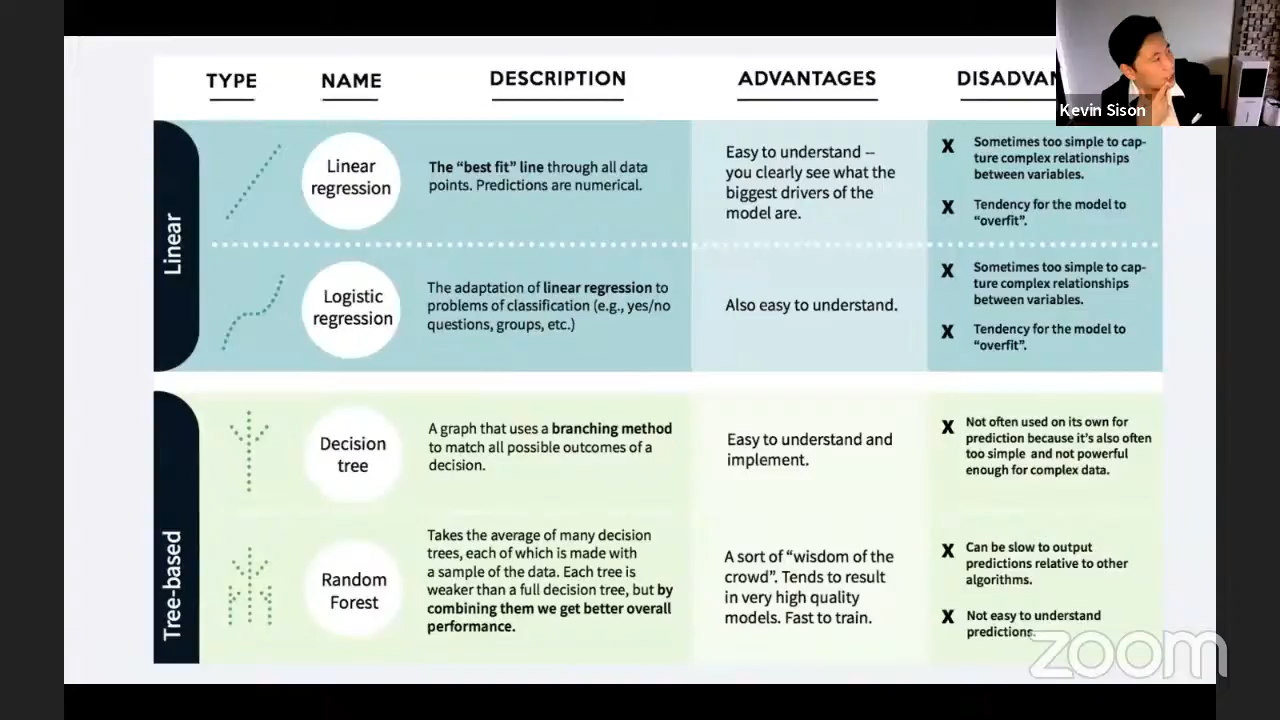 TYPE
NAME
DESCRIPTION
ADVANTAGES
DISADVAN
Kevin Sison
Linear
Linear
regression
The “best fit” line through all data
points. Predictions are numerical.
Easy to understand –
you clearly see what the
biggest drivers of the
model are.
X Sometimes too simple to cap-
ture complex relationships
between variables.
X Tendency for the model to
“overfit”.
Logistic
regression
The adaptation of linear regression to
problems of classification (e.g., yes/no
questions, groups, etc.)
Also easy to understand.
X Sometimes too simple to cap-
ture complex relationships
between variables.
X Tendency for the model to
“overfit”.
Tree-based
Decision
tree
A graph that uses a branching method
to match all possible outcomes of a
decision.
Easy to understand and
implement.
X Not often used on its own for
prediction because it’s also often
too simple and not powerful
enough for complex data.
Random
Forest
Takes the average of many decision
trees, each of which is made with
a sample of the data. Each tree is
weaker than a full decision tree, but by
combining them we get better overall
performance.
A sort of “wisdom of the
crowd”. Tends to result
in very high quality
models. Fast to train.
X Can be slow to output
predictions relative to other
algorithms.
X Not easy to understand
predictions.
zoom